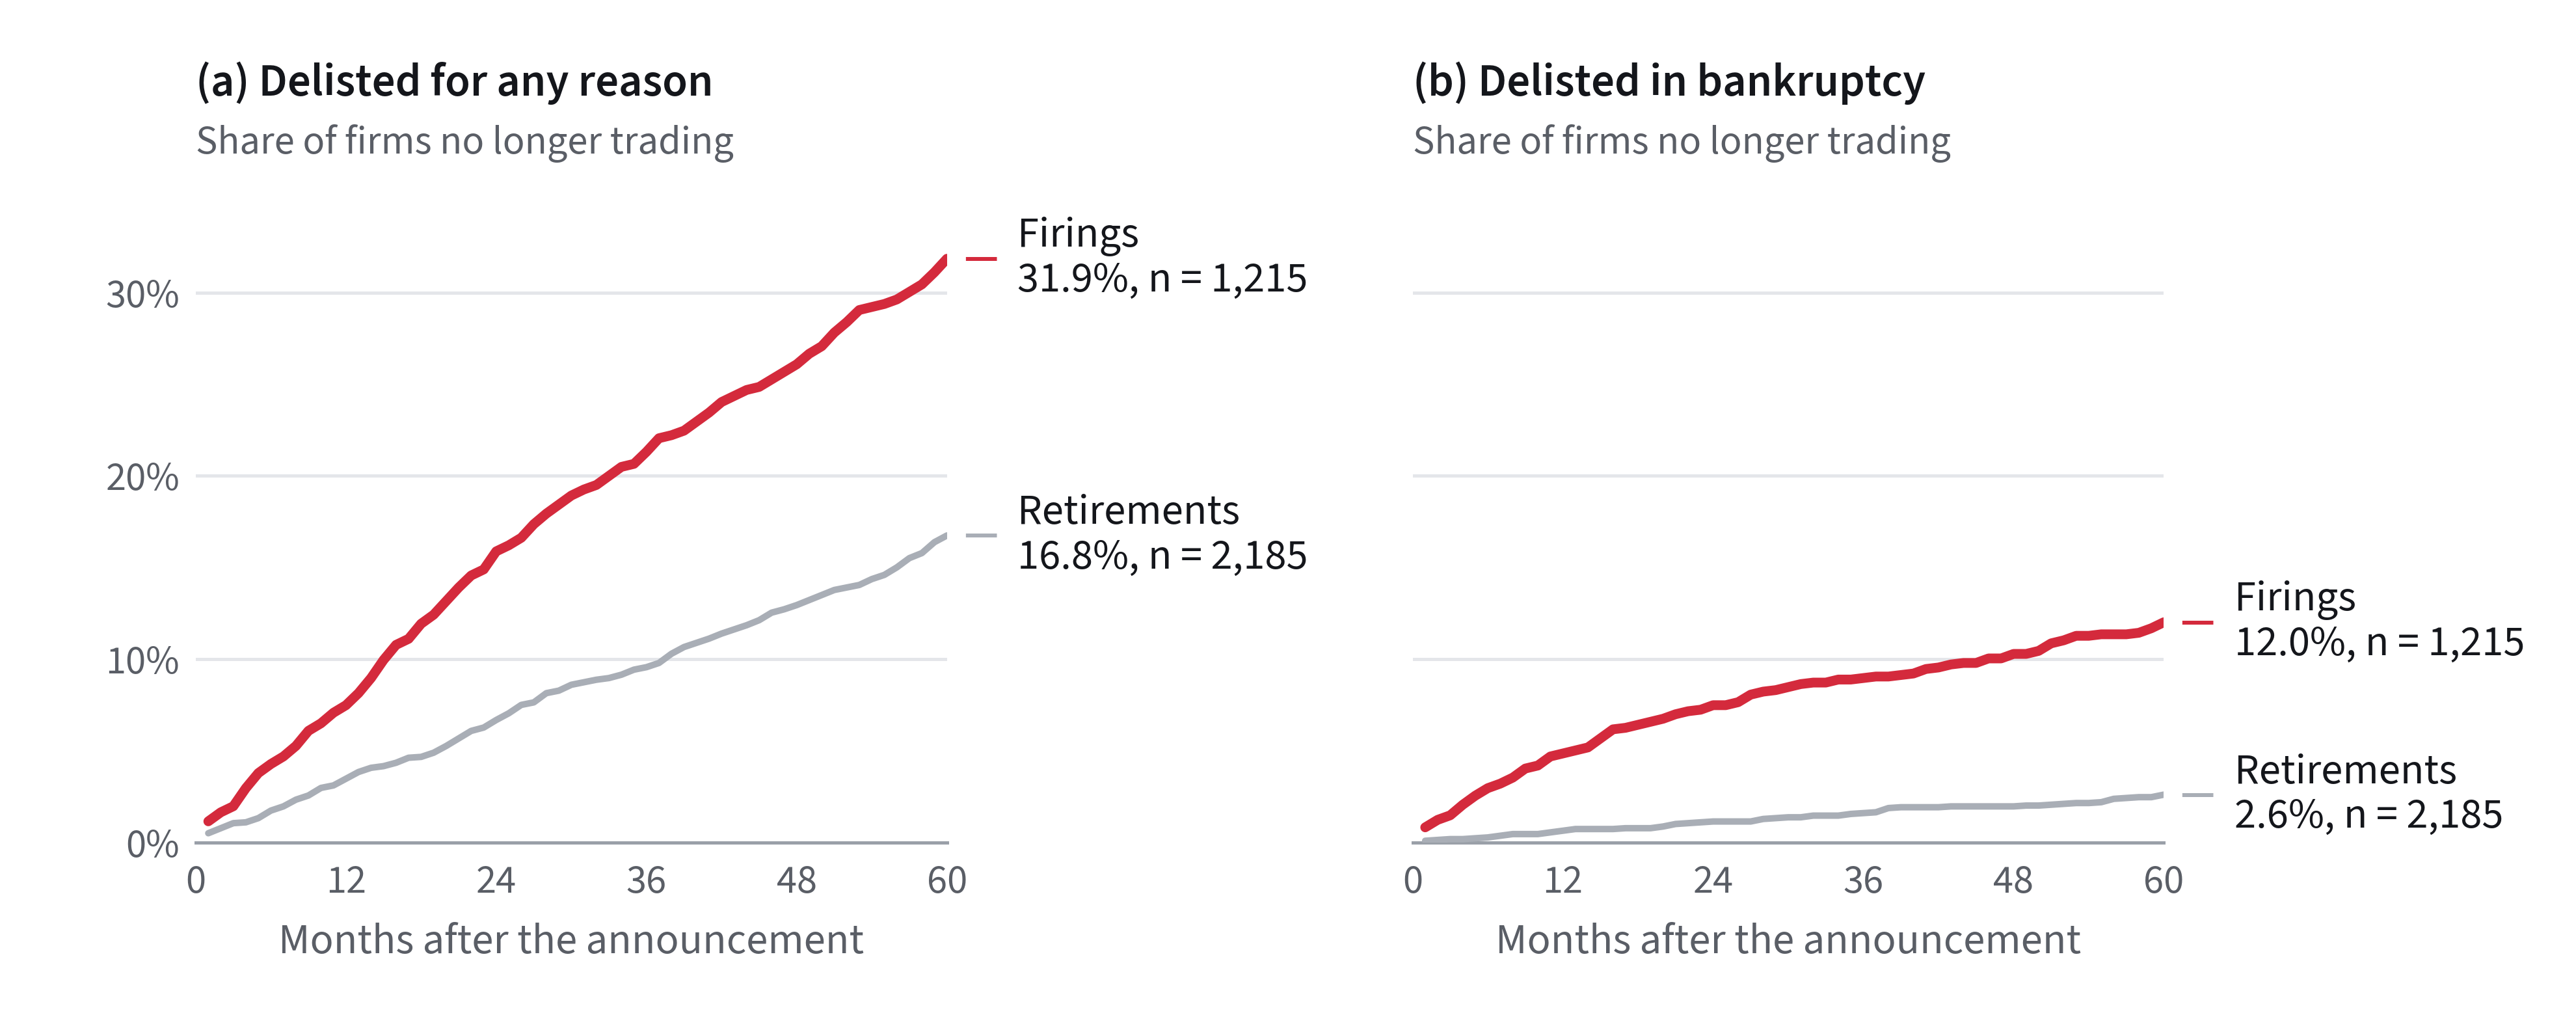 (a) Delisted for any reason
Share of firms no longer trading
30%
20%
10%
0%
0 12 24 36 48 60
Months after the announcement
Firings
31.9%, n = 1,215
Retirements
16.8%, n = 2,185
(b) Delisted in bankruptcy
Share of firms no longer trading
0 12 24 36 48 60
Months after the announcement
Firings
12.0%, n = 1,215
Retirements
2.6%, n = 2,185